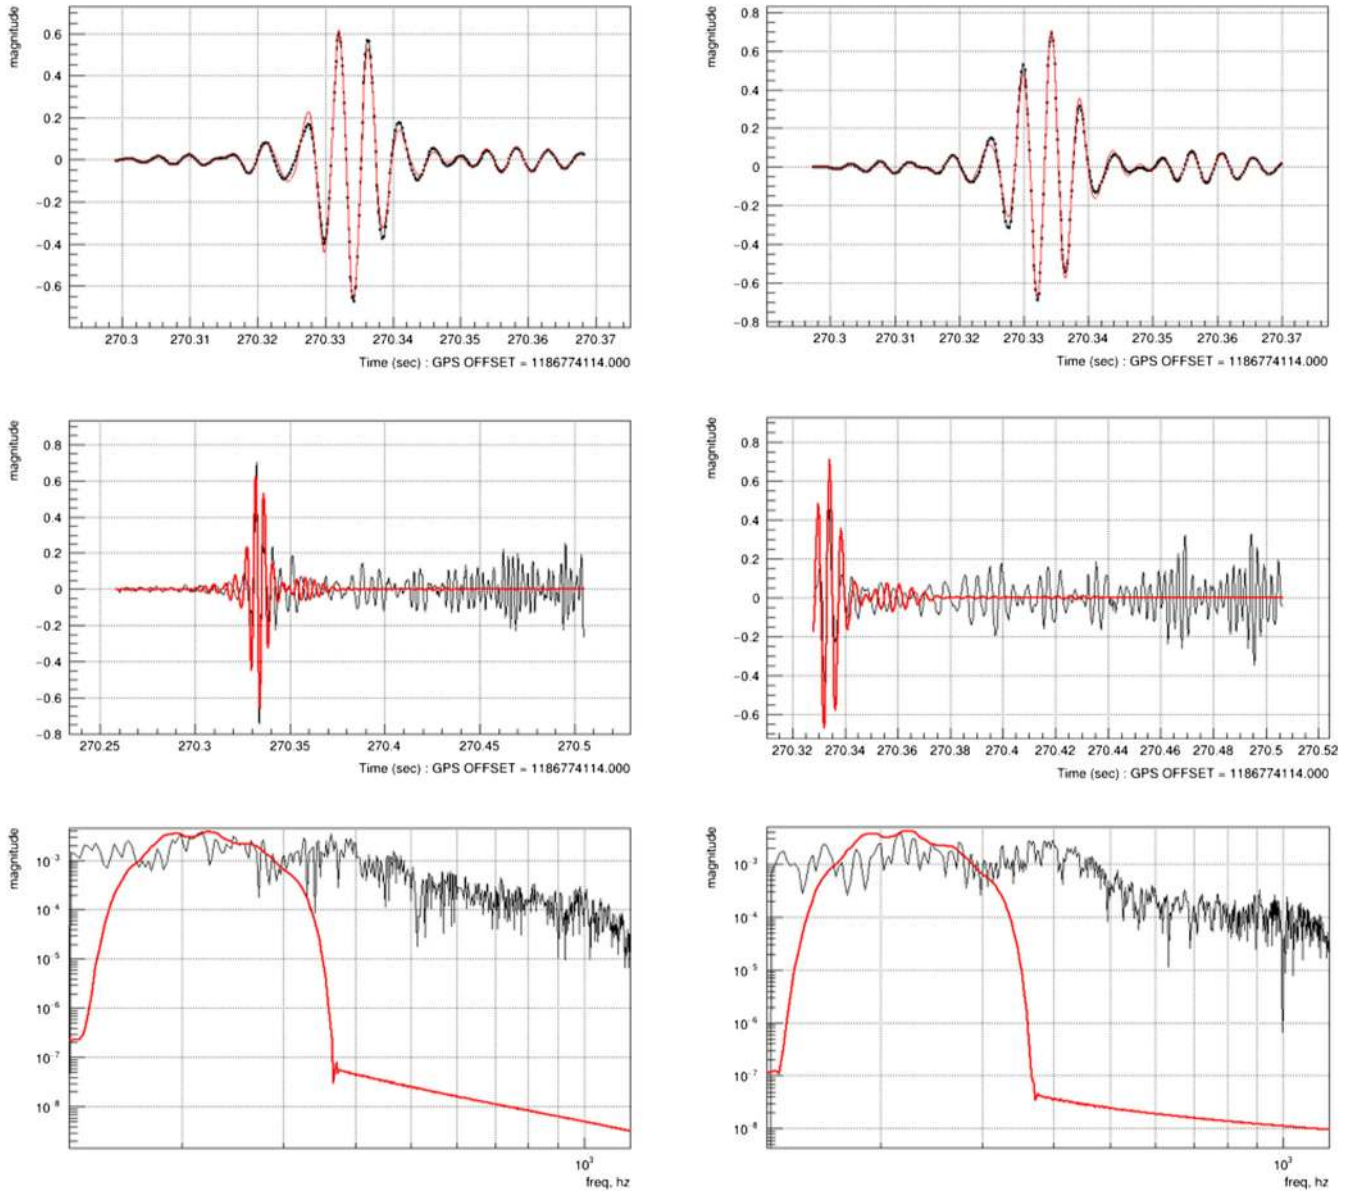 magnitude
0.6
0.4
0.2
0
−0.2
−0.4
−0.6
270.3 270.31 270.32 270.33 270.34 270.35 270.36 270.37
Time (sec) : GPS OFFSET = 1186774114.000
magnitude
0.8
0.6
0.4
0.2
0
−0.2
−0.4
−0.6
−0.8
270.3 270.31 270.32 270.33 270.34 270.35 270.36 270.37
Time (sec) : GPS OFFSET = 1186774114.000
magnitude
0.8
0.6
0.4
0.2
0
−0.2
−0.4
−0.6
−0.8
270.25 270.3 270.35 270.4 270.45 270.5
Time (sec) : GPS OFFSET = 1186774114.000
magnitude
0.8
0.6
0.4
0.2
0
−0.2
−0.4
−0.6
270.32 270.34 270.36 270.38 270.4 270.42 270.44 270.46 270.48 270.5 270.52
Time (sec) : GPS OFFSET = 1186774114.000
magnitude
10⁻³
10⁻⁴
10⁻⁵
10⁻⁶
10⁻⁷
10⁻⁸
10³
freq, hz
magnitude
10⁻³
10⁻⁴
10⁻⁵
10⁻⁶
10⁻⁷
10⁻⁸
10³
freq, hz